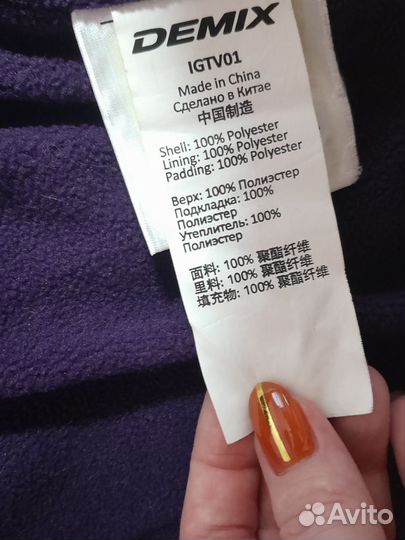 DEMIX
IGTV01
Made in China
Сделано в Китае
中国制造
Shell: 100% Polyester
Lining: 100% Polyester
Padding: 100% Polyester
Верх: 100% Полиэстер
Подкладка: 100%
Полиэстер
Утеплитель: 100%
Полиэстер
面料: 100% 聚酯纤维
里料: 100% 聚酯纤维
填充物: 100% 聚酯纤维
Avito